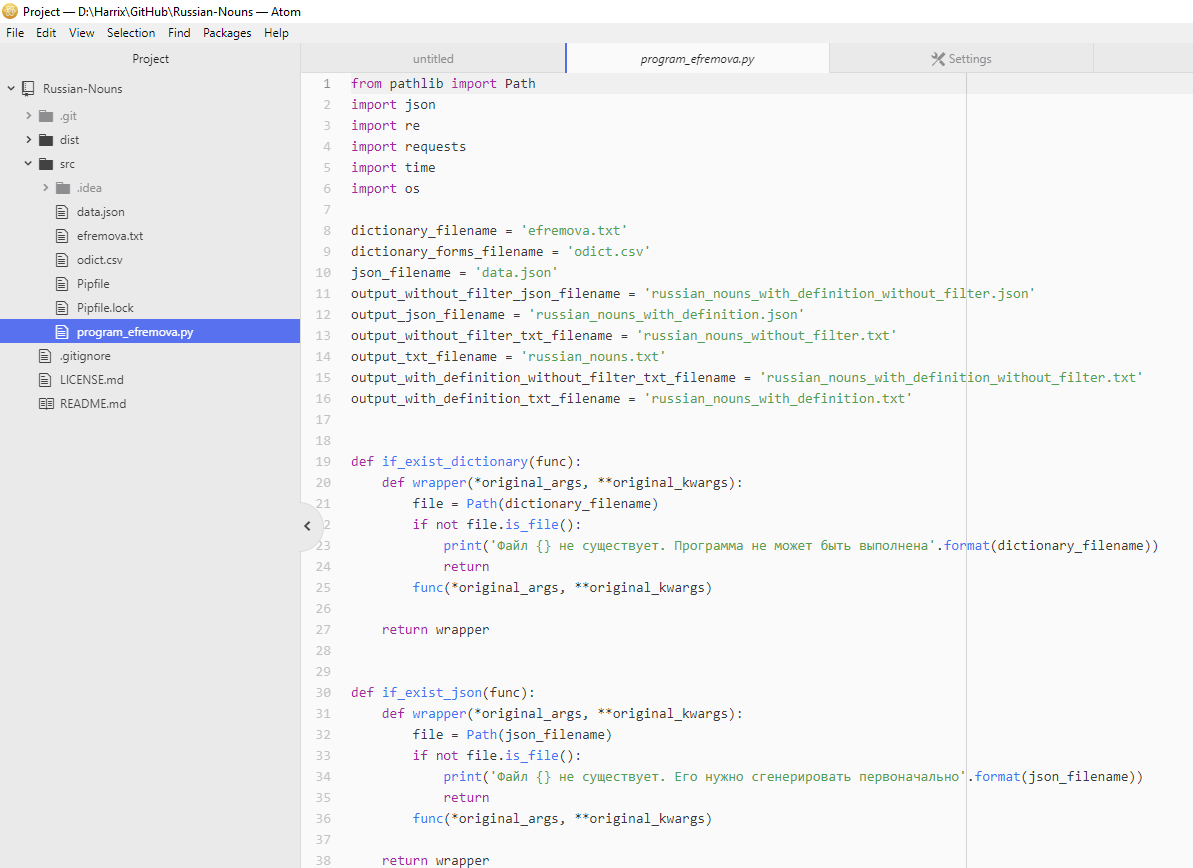 Project — D:\Harrix\GitHub\Russian-Nouns — Atom
File Edit View Selection Find Packages Help
Project
Russian-Nouns
.git
dist
src
.idea
data.json
efremova.txt
odict.csv
Pipfile
Pipfile.lock
program_efremova.py
.gitignore
LICENSE.md
README.md
untitled program_efremova.py Settings
1 from pathlib import Path
2 import json
3 import re
4 import requests
5 import time
6 import os
7
8 dictionary_filename = 'efremova.txt'
9 dictionary_forms_filename = 'odict.csv'
10 json_filename = 'data.json'
11 output_without_filter_json_filename = 'russian_nouns_with_definition_without_filter.json'
12 output_json_filename = 'russian_nouns_with_definition.json'
13 output_without_filter_txt_filename = 'russian_nouns_without_filter.txt'
14 output_txt_filename = 'russian_nouns.txt'
15 output_with_definition_without_filter_txt_filename = 'russian_nouns_with_definition_without_filter.txt'
16 output_with_definition_txt_filename = 'russian_nouns_with_definition.txt'
17
18
19 def if_exist_dictionary(func):
20     def wrapper(*original_args, **original_kwargs):
21         file = Path(dictionary_filename)
2         if not file.is_file():
23             print('Файл {} не существует. Программа не может быть выполнена'.format(dictionary_filename))
24             return
25         func(*original_args, **original_kwargs)
26
27     return wrapper
28
29
30 def if_exist_json(func):
31     def wrapper(*original_args, **original_kwargs):
32         file = Path(json_filename)
33         if not file.is_file():
34             print('Файл {} не существует. Его нужно сгенерировать первоначально'.format(json_filename))
35             return
36         func(*original_args, **original_kwargs)
37
38     return wrapper